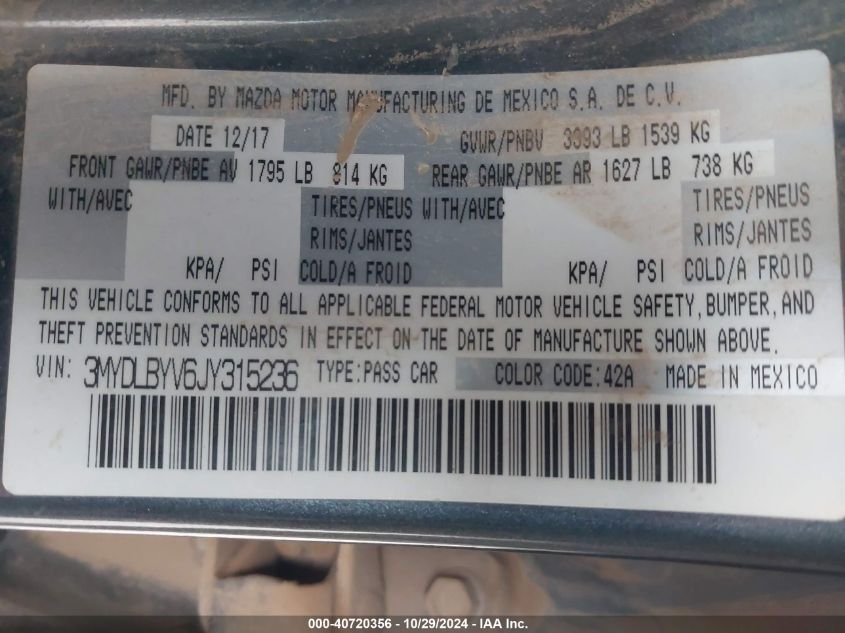 MFD. BY MAZDA MOTOR MANUFACTURING DE MEXICO S.A. DE C.V.
DATE 12/17 GVWR/PNBV 3393 LB 1539 KG
FRONT GAWR/PNBE AV 1795 LB 814 KG REAR GAWR/PNBE AR 1627 LB 738 KG
WITH/AVEC TIRES/PNEUS WITH/AVEC TIRES/PNEUS
RIMS/JANTES RIMS/JANTES
KPA/ PSI COLD/A FROID KPA/ PSI COLD/A FROID
THIS VEHICLE CONFORMS TO ALL APPLICABLE FEDERAL MOTOR VEHICLE SAFETY, BUMPER, AND
THEFT PREVENTION STANDARDS IN EFFECT ON THE DATE OF MANUFACTURE SHOWN ABOVE.
VIN: 3MYDLBYV6JY315236 TYPE:PASS CAR COLOR CODE:42A MADE IN MEXICO
000-40720356 - 10/29/2024 - IAA Inc.